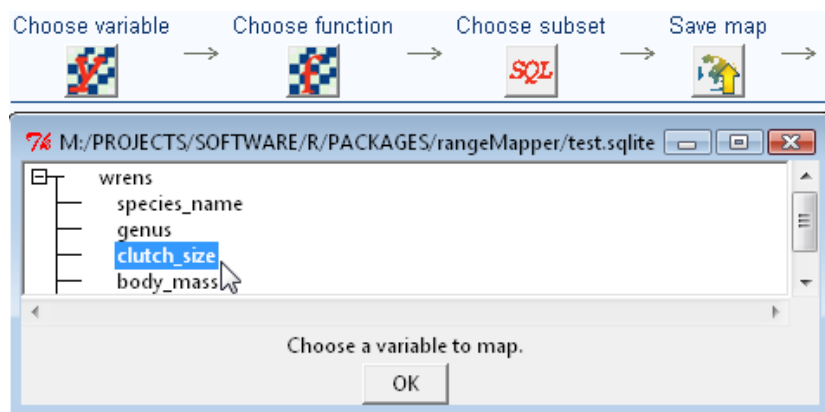 Choose variable Choose function Choose subset Save map
y f SQL
M:/PROJECTS/SOFTWARE/R/PACKAGES/rangeMapper/test.sqlite
wrens
species_name
genus
clutch_size
body_mass
Choose a variable to map.
OK